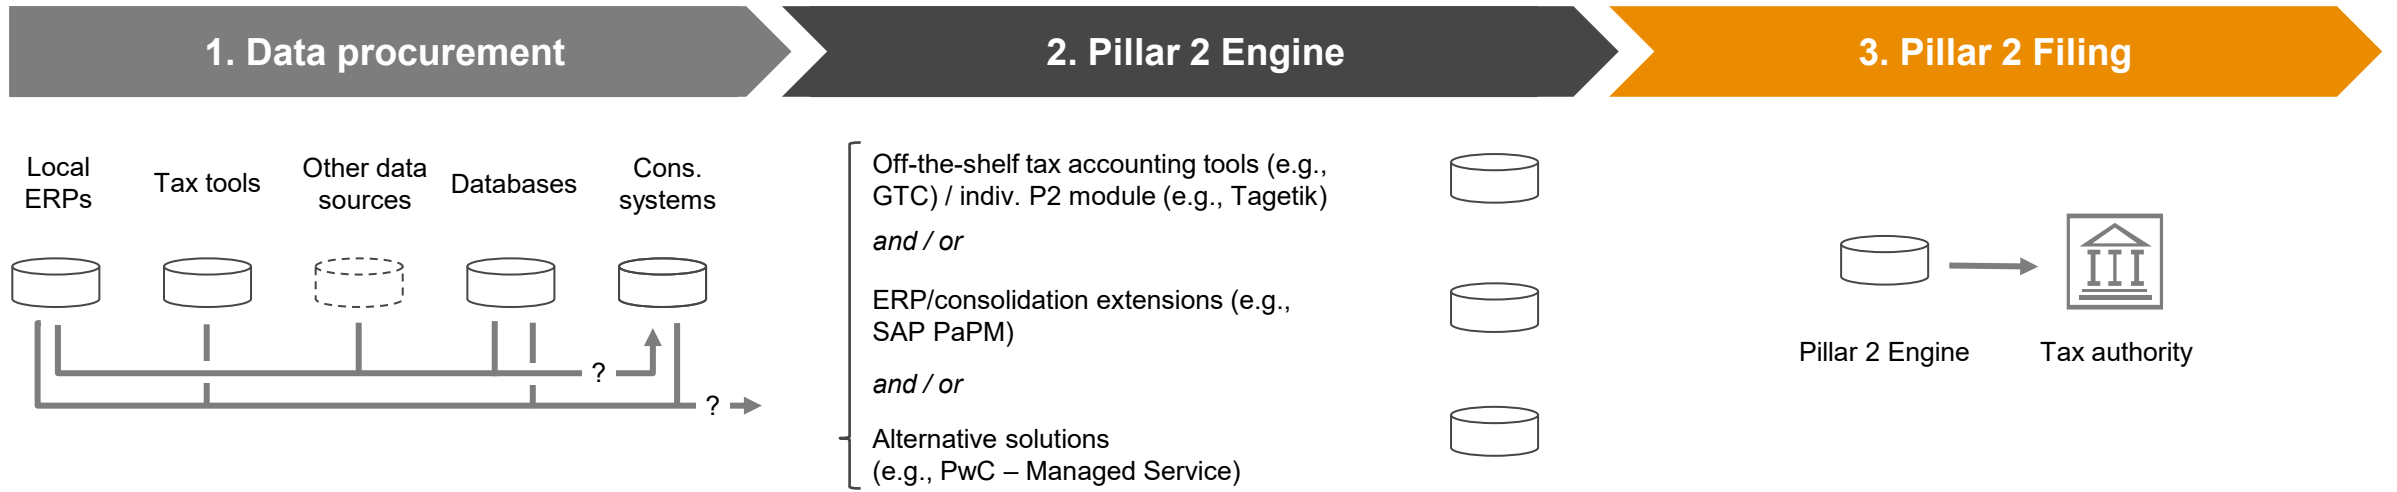 1. Data procurement
2. Pillar 2 Engine
3. Pillar 2 Filing
Local
ERPs
Tax tools
Other data
sources
Databases
Cons.
systems
?
?
Off-the-shelf tax accounting tools (e.g.,
GTC) / indiv. P2 module (e.g., Tagetik)
and / or
ERP/consolidation extensions (e.g.,
SAP PaPM)
and / or
Alternative solutions
(e.g., PwC – Managed Service)
Pillar 2 Engine
Tax authority